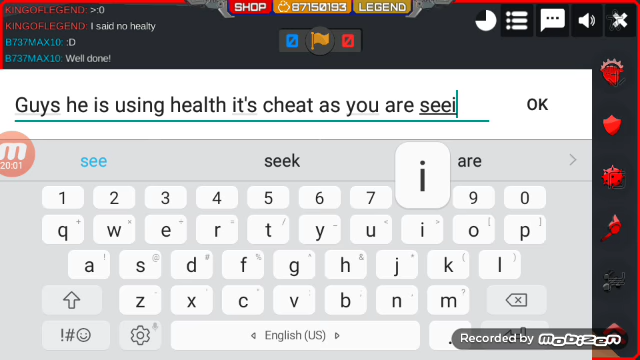 KINGOFLEGEND: >:0
KINGOFLEGEND: I said no healty
B737MAX10: :D
B737MAX10: Well done!
SHOP 87150193 LEGEND
0 0
Guys he is using health it's cheat as you are seei
OK
20:01
see seek are
i
1 2 3 4 5 6 7 9 0
q w e r t y u i o p
a s d f g h j k l
z x c v b n m
!#☺ English (US) .
Recorded by MOBIZEN